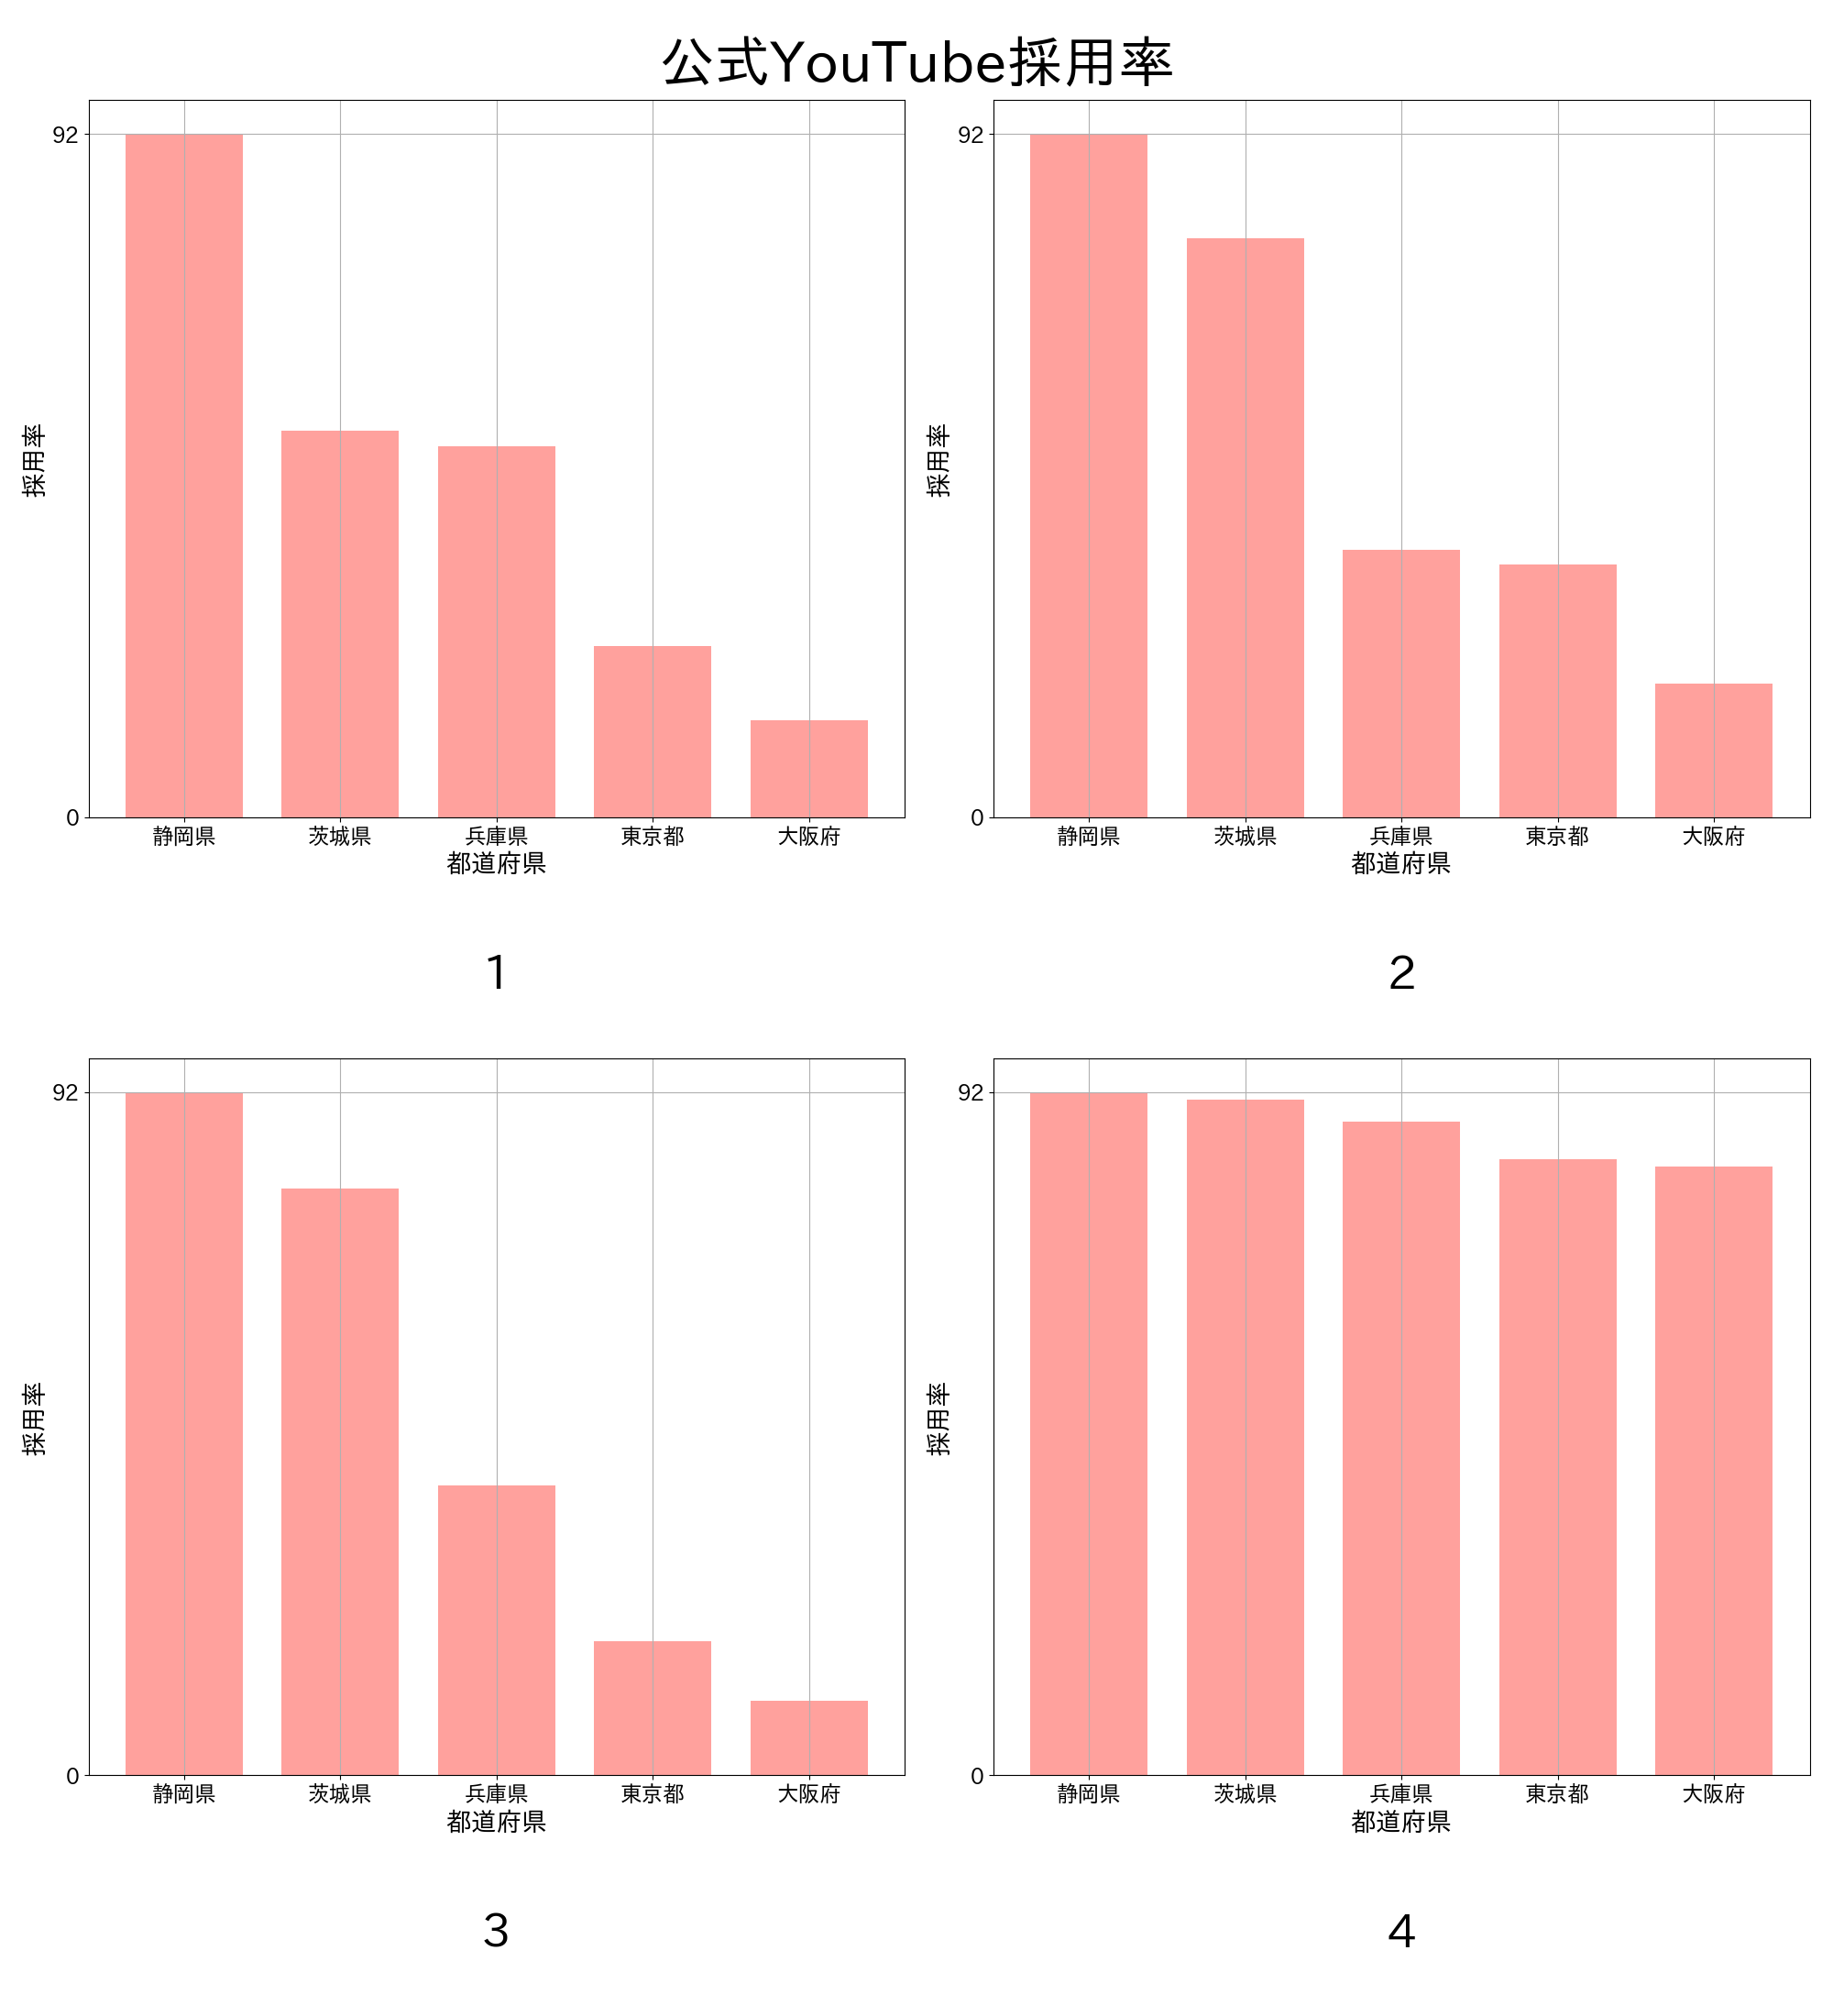 公式YouTube採用率
92
採用率
0
静岡県 茨城県 兵庫県 東京都 大阪府
都道府県
1
92
採用率
0
静岡県 茨城県 兵庫県 東京都 大阪府
都道府県
2
92
採用率
0
静岡県 茨城県 兵庫県 東京都 大阪府
都道府県
3
92
採用率
0
静岡県 茨城県 兵庫県 東京都 大阪府
都道府県
4